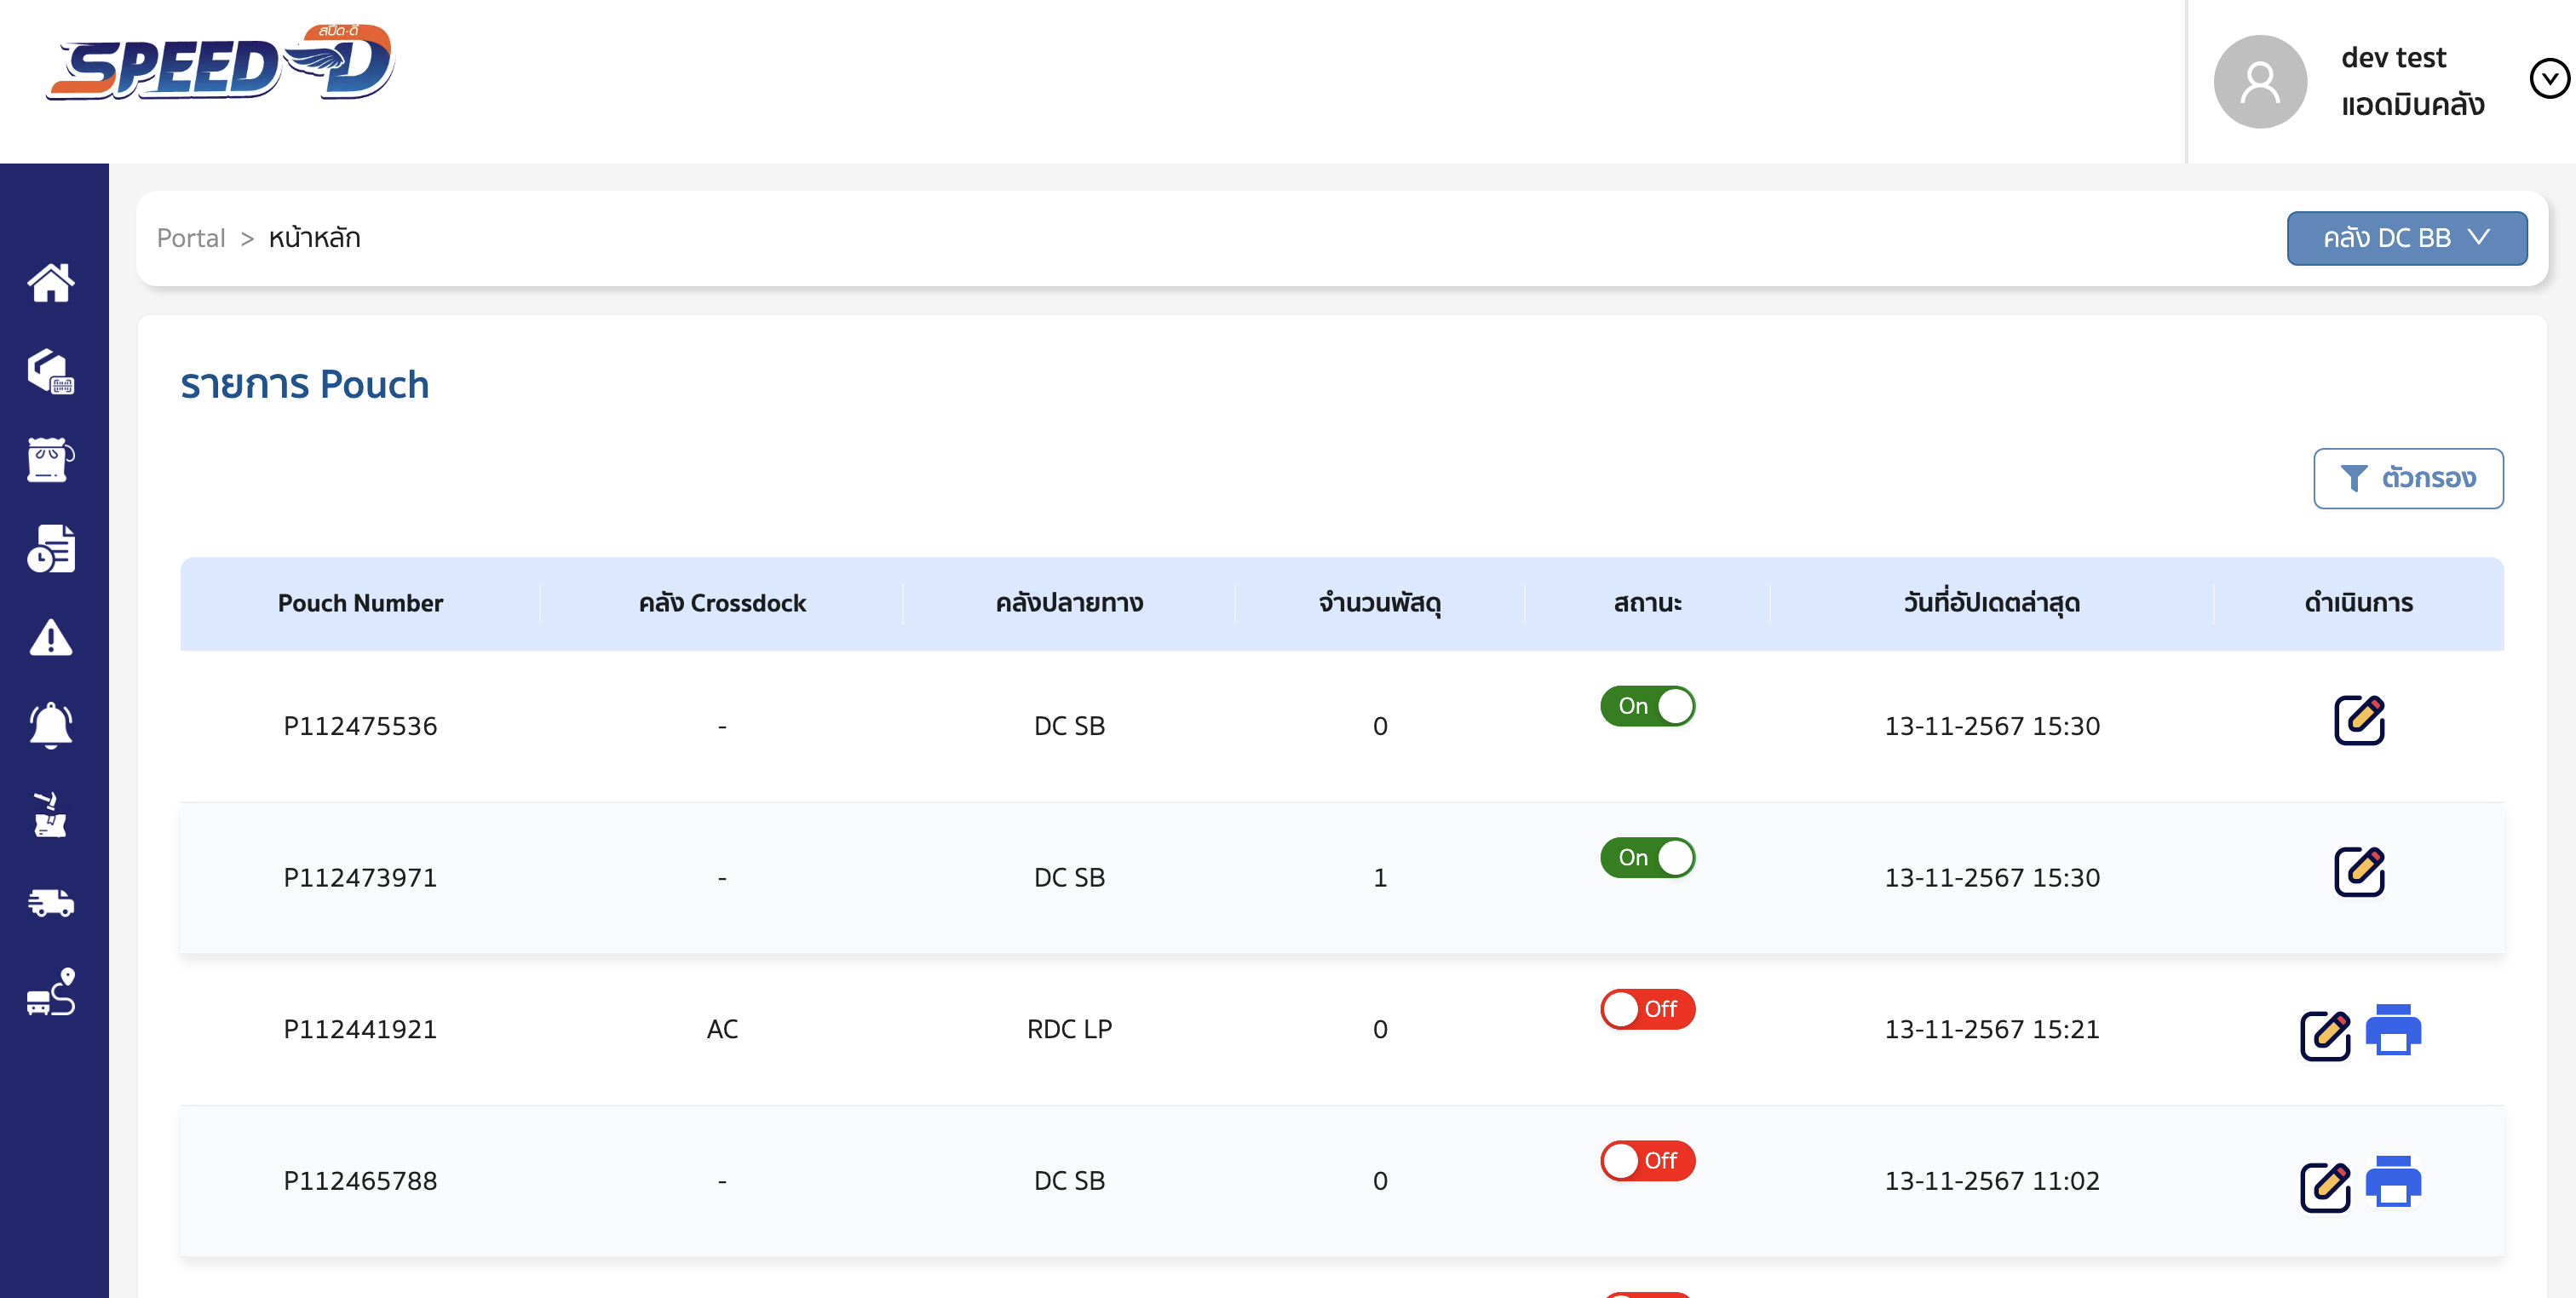 สปีด-ดี
SPEED-D
dev test
แอดมินคลัง
Portal > หน้าหลัก
คลัง DC BB
รายการ Pouch
ตัวกรอง
Pouch Number คลัง Crossdock คลังปลายทาง จำนวนพัสดุ สถานะ วันที่อัปเดตล่าสุด ดำเนินการ
P112475536 - DC SB 0 On 13-11-2567 15:30
P112473971 - DC SB 1 On 13-11-2567 15:30
P112441921 AC RDC LP 0 Off 13-11-2567 15:21
P112465788 - DC SB 0 Off 13-11-2567 11:02